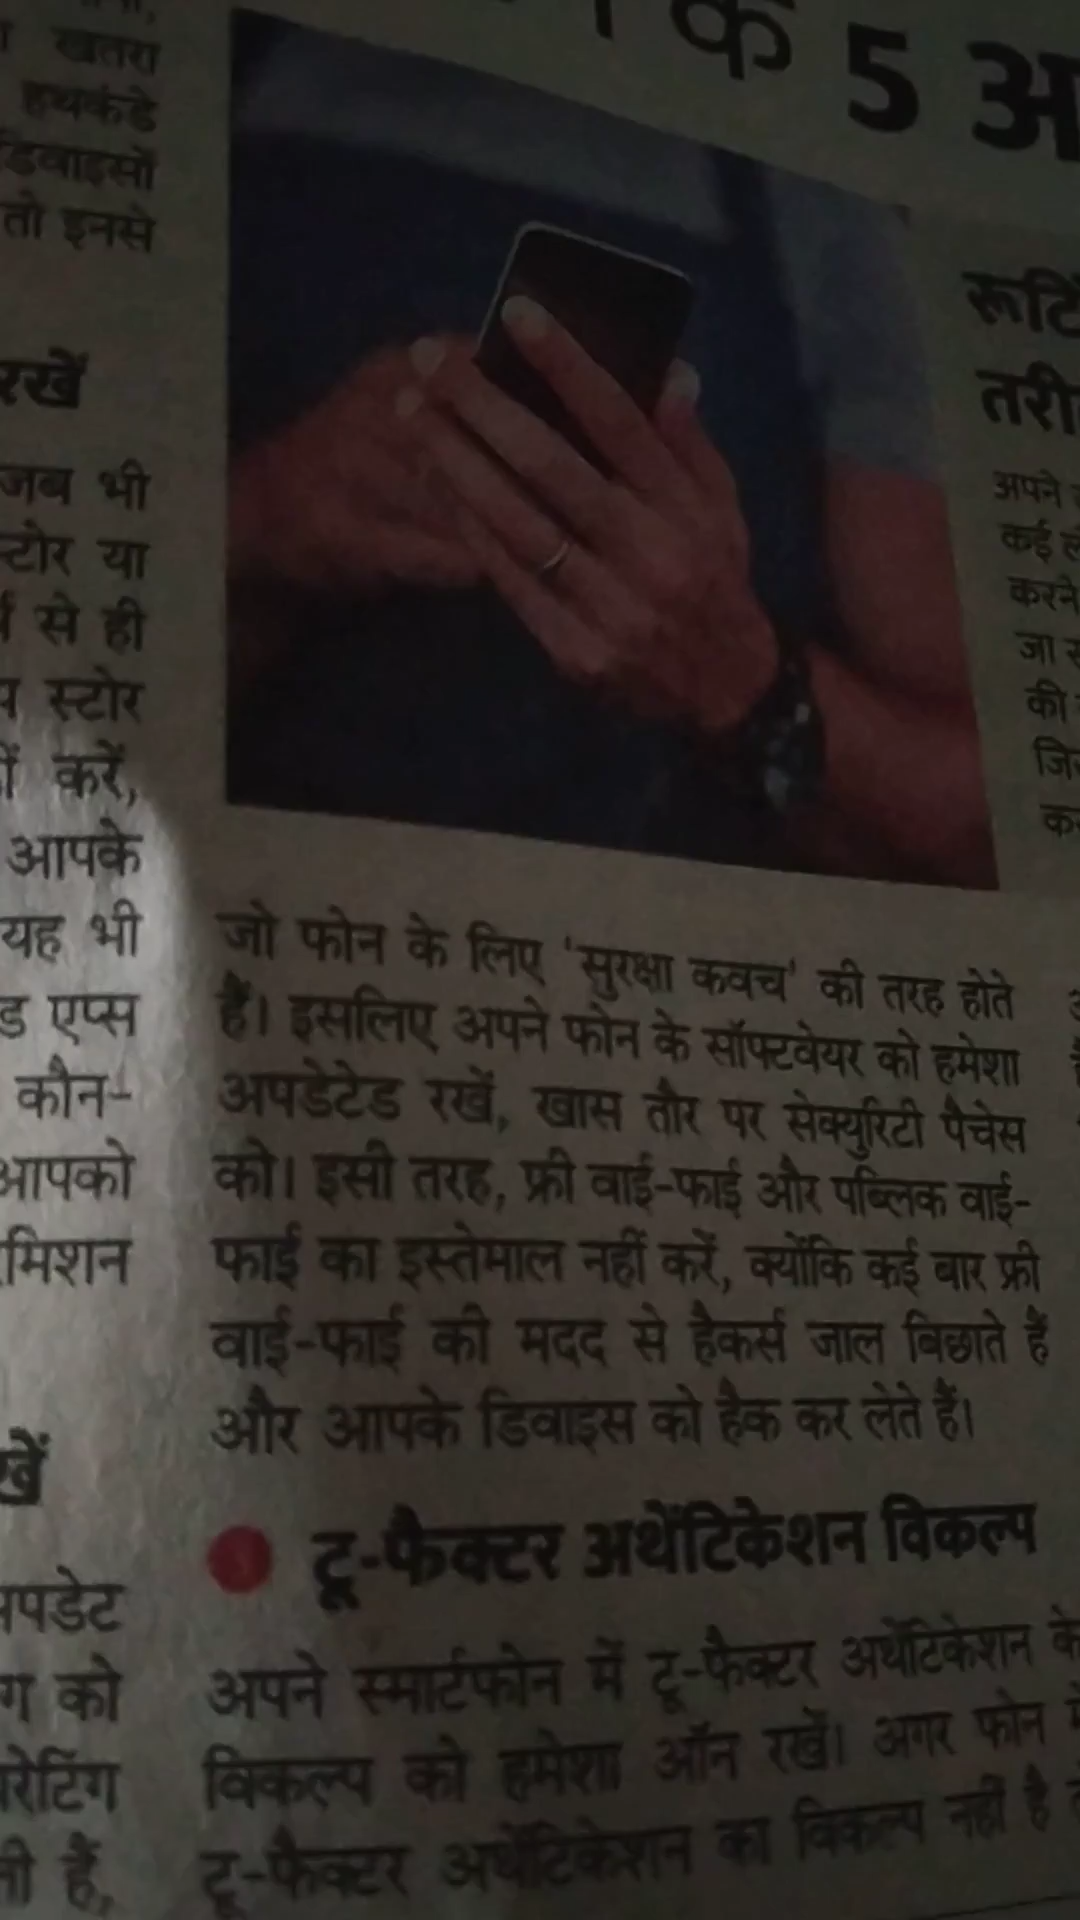 के 5
खतरा
हथकंडे
डिवाइसों
तो इनसे
रखें
जब भी
स्टोर या
से ही
स्टोर
करें,
आपके
यह भी
एप्स
कौन-
आपको
खें
अपडेट
को
हैं,
जो फोन के लिए 'सुरक्षा कवच' की तरह होते
हैं। इसलिए अपने फोन के सॉफ्टवेयर को हमेशा
अपडेटेड रखें, खास तौर पर सेक्युरिटी पैचेस
को। इसी तरह, फ्री वाई-फाई और पब्लिक वाई-
फाई का इस्तेमाल नहीं करें, क्योंकि कई बार फ्री
वाई-फाई की मदद से हैकर्स जाल बिछाते हैं
और आपके डिवाइस को हैक कर लेते हैं।
टू-फैक्टर अथेंटिकेशन विकल्प
अपने स्मार्टफोन में टू-फैक्टर अथेंटिकेशन के
विकल्प को हमेशा ऑन रखें। अगर फोन में
टू-फैक्टर अथेंटिकेशन का विकल्प नहीं है
अपने
कई
करने
जा
की